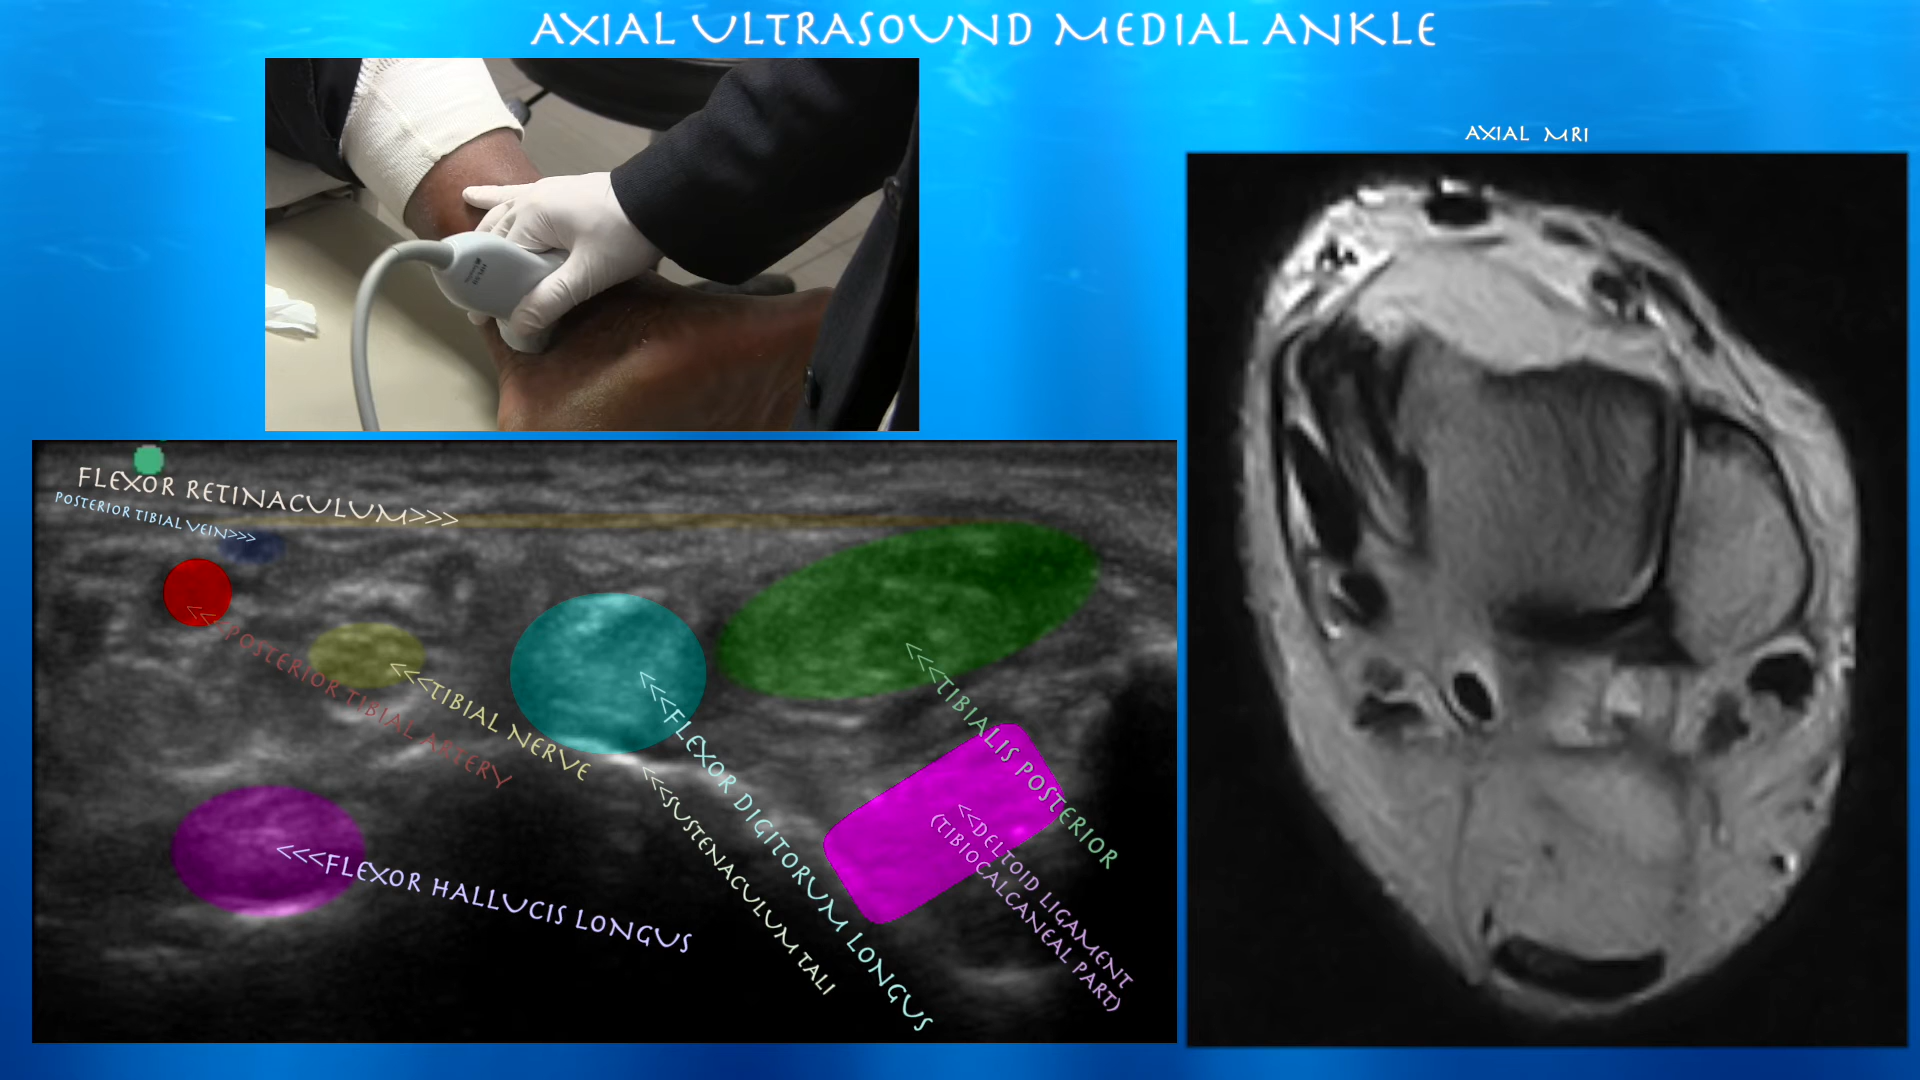 AXIAL ULTRASOUND MEDIAL ANKLE
AXIAL MRI
FLEXOR RETINACULUM>>>
POSTERIOR TIBIAL VEIN>>>
<<<POSTERIOR TIBIAL ARTERY
<<<TIBIAL NERVE
<<<FLEXOR DIGITORUM LONGUS
<<<TIBIALIS POSTERIOR
<<<SUSTENACULUM TALI
<<DELTOID LIGAMENT
(TIBIOCALCANEAL PART)
<<<FLEXOR HALLUCIS LONGUS